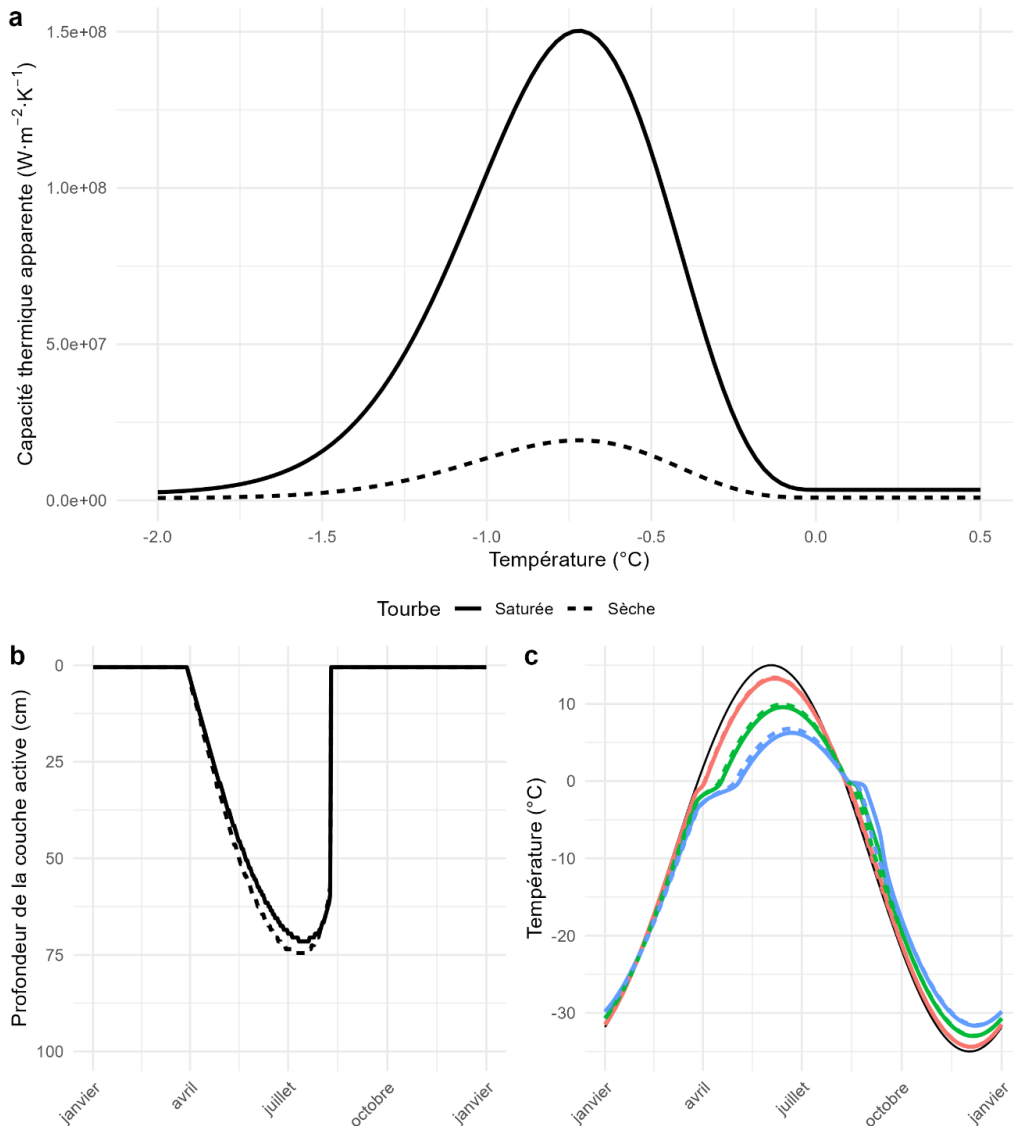 a
Capacité thermique apparente (W·m⁻²·K⁻¹)
1.5e+08
1.0e+08
5.0e+07
0.0e+00
-2.0 -1.5 -1.0 -0.5 0.0 0.5
Température (°C)
Tourbe Saturée Sèche
b
Profondeur de la couche active (cm)
0
25
50
75
100
janvier avril juillet octobre janvier
c
Température (°C)
10
0
-10
-20
-30
janvier avril juillet octobre janvier